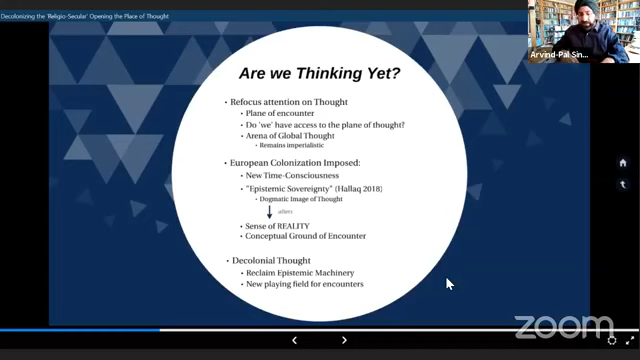 Decolonizing the 'Religio-Secular' Opening the Place of Thought
Arvind-Pal Sin...
Are we Thinking Yet?
• Refocus attention on Thought
• Plane of encounter
• Do 'we' have access to the plane of thought?
• Arena of Global Thought
• Remains imperialistic
• European Colonization Imposed:
• New Time-Consciousness
• "Epistemic Sovereignty" (Hallaq 2018)
• Dogmatic Image of Thought
alters
• Sense of REALITY
• Conceptual Ground of Encounter
• Decolonial Thought
• Reclaim Epistemic Machinery
• New playing field for encounters
zoom